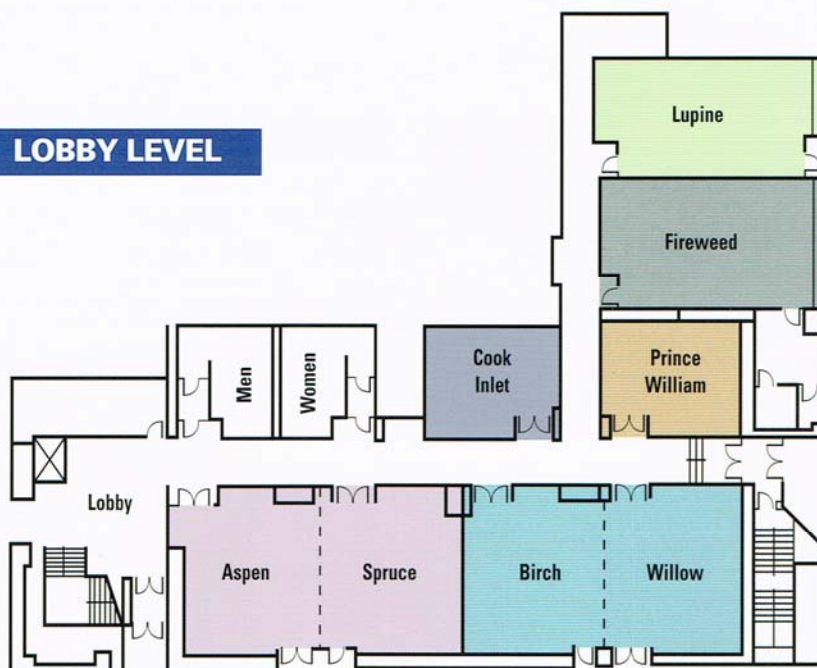 LOBBY LEVEL
Lupine
Fireweed
Cook
Inlet
Prince
William
Men
Women
Lobby
Aspen
Spruce
Birch
Willow